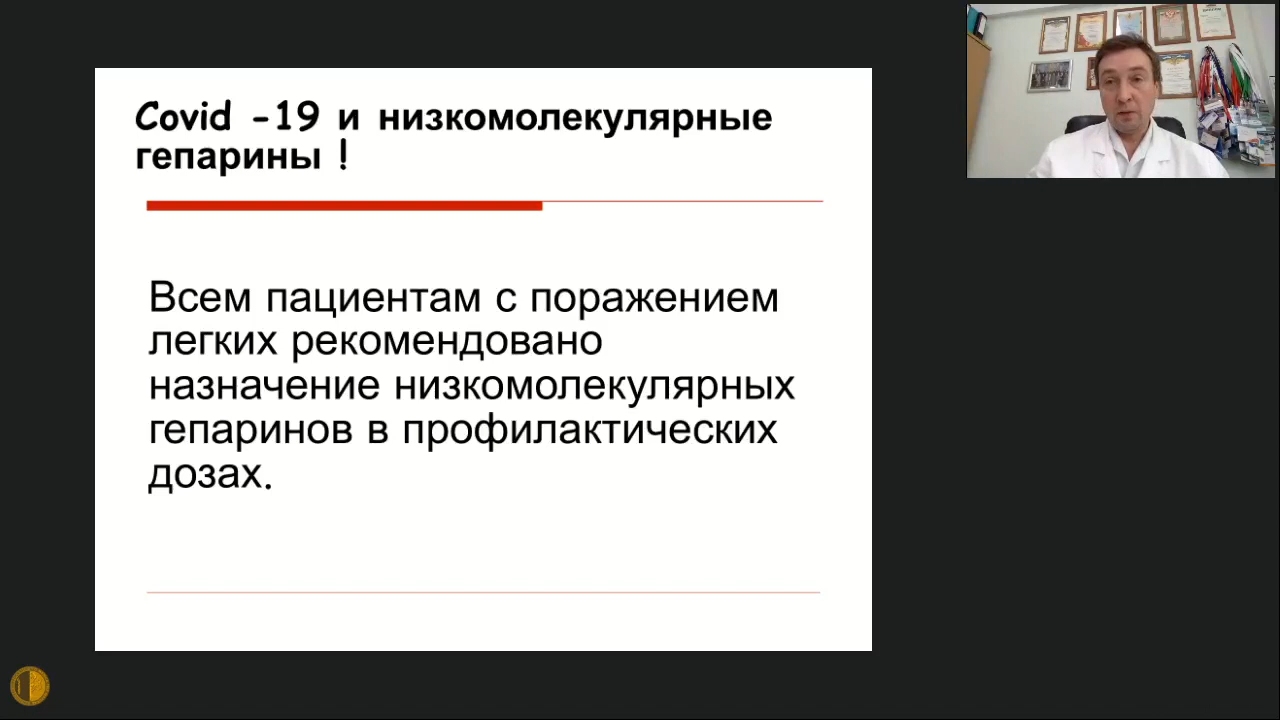 Covid -19 и низкомолекулярные
гепарины !
Всем пациентам с поражением
легких рекомендовано
назначение низкомолекулярных
гепаринов в профилактических
дозах.